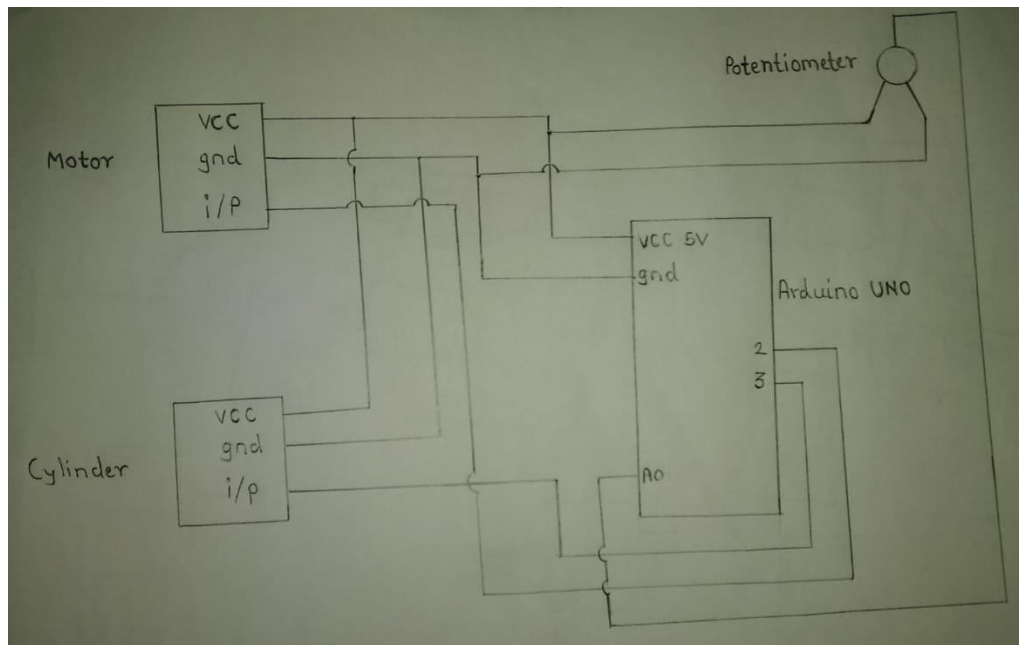 Potentiometer
Motor
VCC
gnd
i/p
VCC 5V
gnd
Arduino UNO
2
3
A0
Cylinder
VCC
gnd
i/p